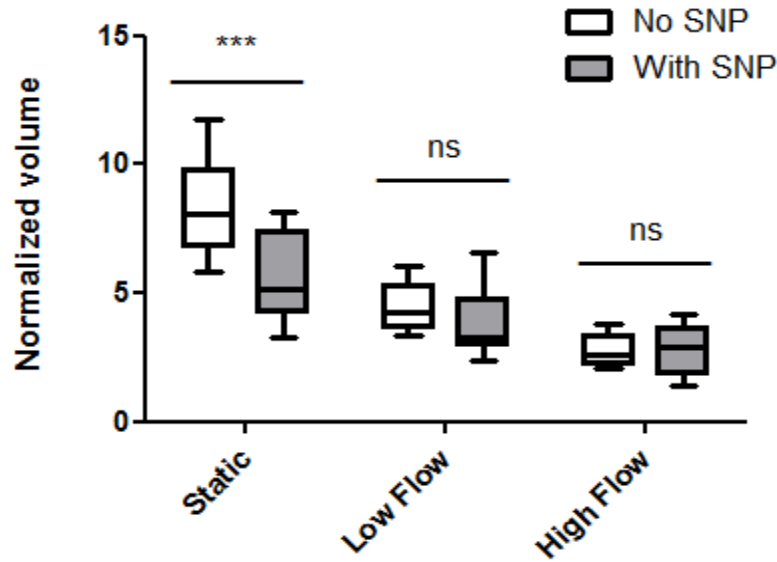 No SNP
With SNP
Normalized volume
15
10
5
0
***
ns
ns
Static
Low Flow
High Flow